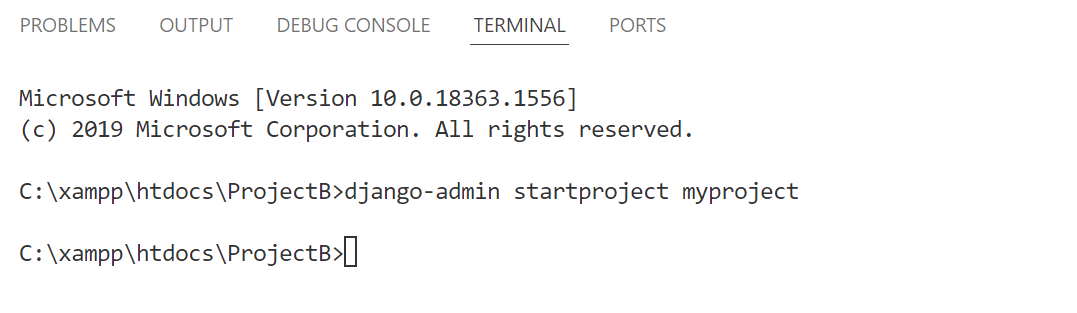 PROBLEMS OUTPUT DEBUG CONSOLE TERMINAL PORTS
Microsoft Windows [Version 10.0.18363.1556]
(c) 2019 Microsoft Corporation. All rights reserved.
C:\xampp\htdocs\ProjectB>django-admin startproject myproject
C:\xampp\htdocs\ProjectB>